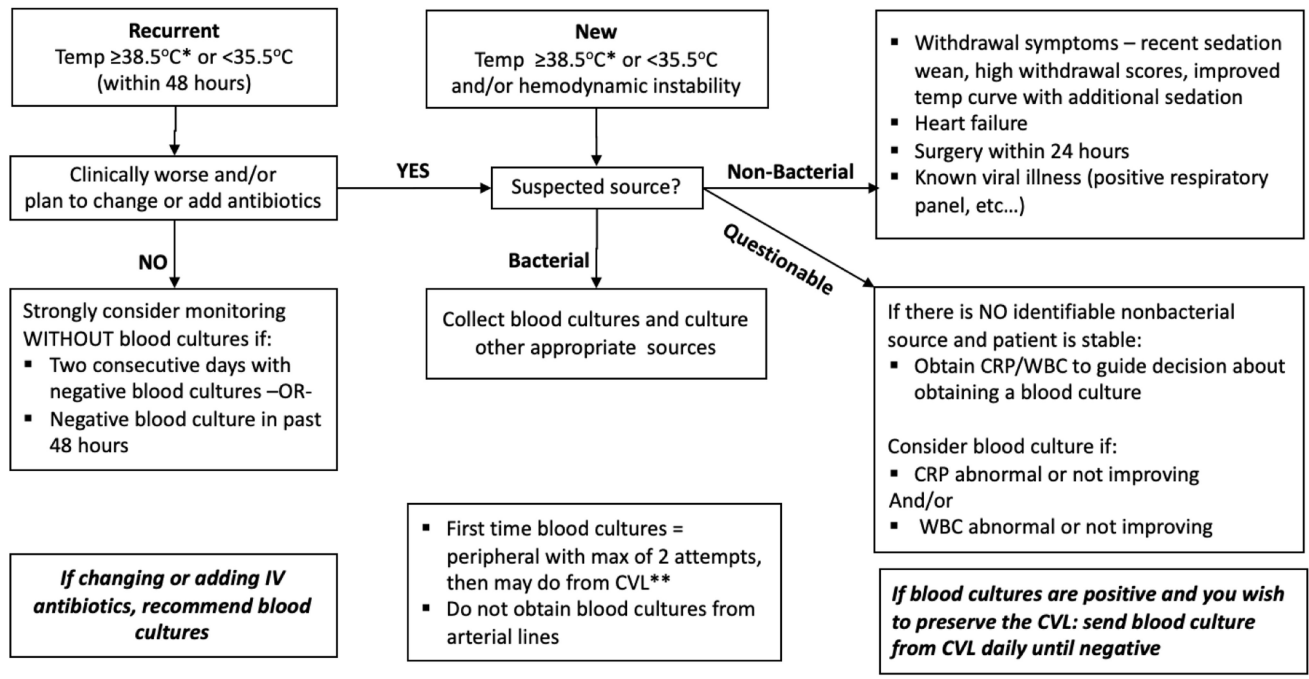 Recurrent
Temp ≥38.5°C* or <35.5°C
(within 48 hours)
New
Temp ≥38.5°C* or <35.5°C
and/or hemodynamic instability
▪ Withdrawal symptoms – recent sedation
wean, high withdrawal scores, improved
temp curve with additional sedation
▪ Heart failure
▪ Surgery within 24 hours
▪ Known viral illness (positive respiratory
panel, etc…)
Clinically worse and/or
plan to change or add antibiotics
YES
Suspected source?
Non-Bacterial
Questionable
NO
Bacterial
Strongly consider monitoring
WITHOUT blood cultures if:
▪ Two consecutive days with
negative blood cultures –OR-
▪ Negative blood culture in past
48 hours
Collect blood cultures and culture
other appropriate sources
If there is NO identifiable nonbacterial
source and patient is stable:
▪ Obtain CRP/WBC to guide decision about
obtaining a blood culture
Consider blood culture if:
▪ CRP abnormal or not improving
And/or
▪ WBC abnormal or not improving
If changing or adding IV
antibiotics, recommend blood
cultures
▪ First time blood cultures =
peripheral with max of 2 attempts,
then may do from CVL**
▪ Do not obtain blood cultures from
arterial lines
If blood cultures are positive and you wish
to preserve the CVL: send blood culture
from CVL daily until negative